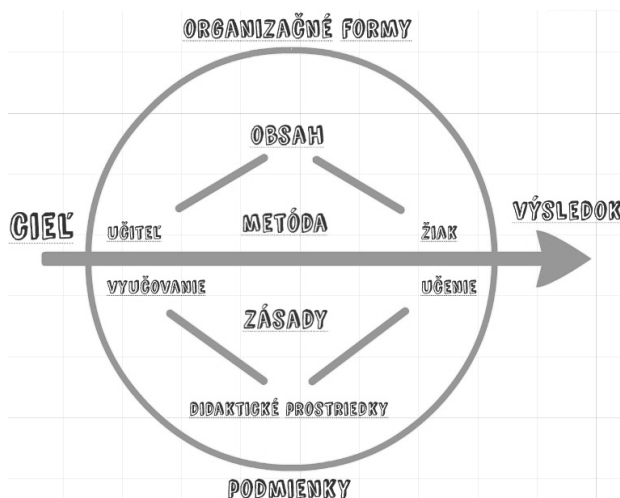 ORGANIZAČNÉ FORMY
OBSAH
CIEĽ
UČITEĽ
METÓDA
ŽIAK
VÝSLEDOK
VYUČOVANIE
UČENIE
ZÁSADY
DIDAKTICKÉ PROSTRIEDKY
PODMIENKY